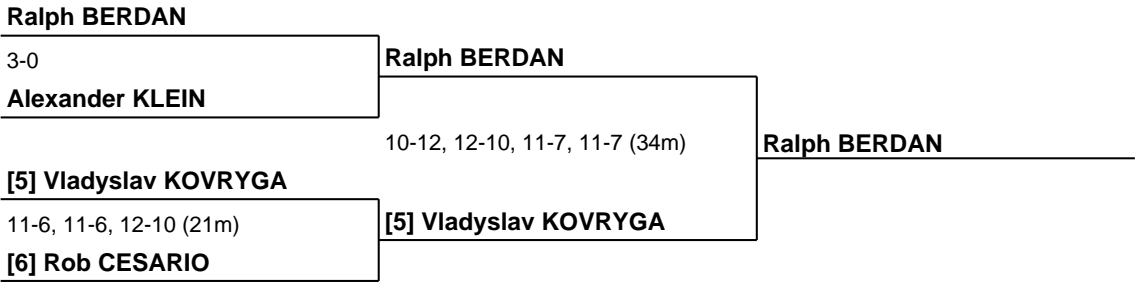 Ralph BERDAN
3-0
Ralph BERDAN
Alexander KLEIN
10-12, 12-10, 11-7, 11-7 (34m)
Ralph BERDAN
[5] Vladyslav KOVRYGA
11-6, 11-6, 12-10 (21m)
[5] Vladyslav KOVRYGA
[6] Rob CESARIO